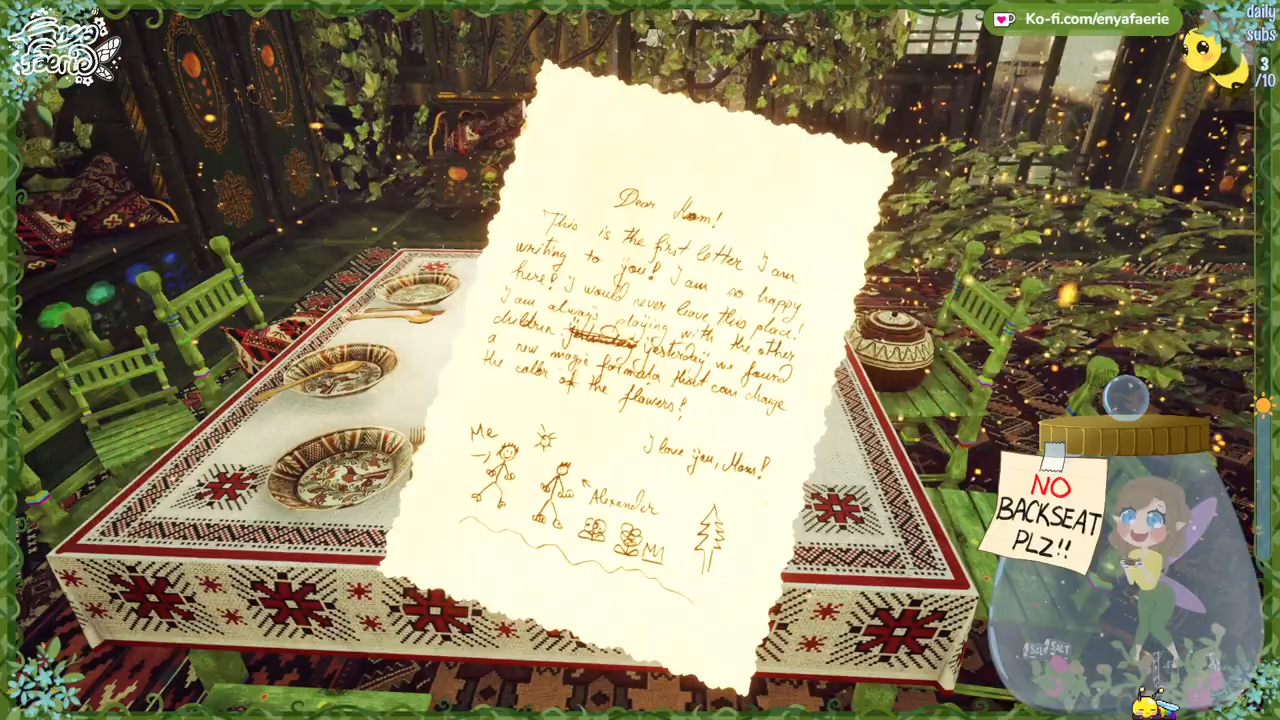 Enya
Faerie
Ko-fi.com/enyafaerie
daily
subs
3
/10
Dear Mom!
This is the first letter I am
writing to you! I am so happy
here! I would never leave this place!
I am always playing with the other
children yesterday we found
a new magic formula that can change
the color of the flowers!
I love you, Mom!
Me
Alexander
NO
BACKSEAT
PLZ!!
SALT